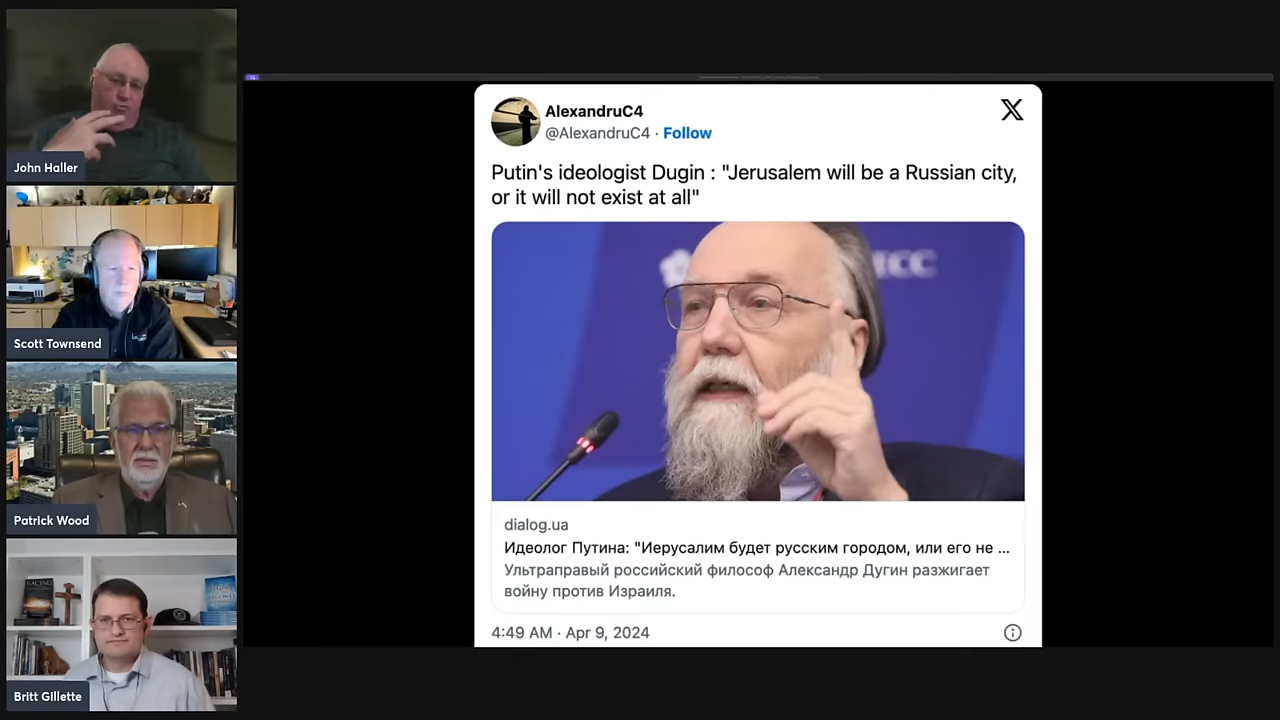 John Haller
Scott Townsend
Patrick Wood
Britt Gillette
RACING
AlexandruC4
@AlexandruC4 · Follow
Putin's ideologist Dugin : "Jerusalem will be a Russian city,
or it will not exist at all"
dialog.ua
Идеолог Путина: "Иерусалим будет русским городом, или его не ...
Ультраправый российский философ Александр Дугин разжигает
войну против Израиля.
4:49 AM · Apr 9, 2024